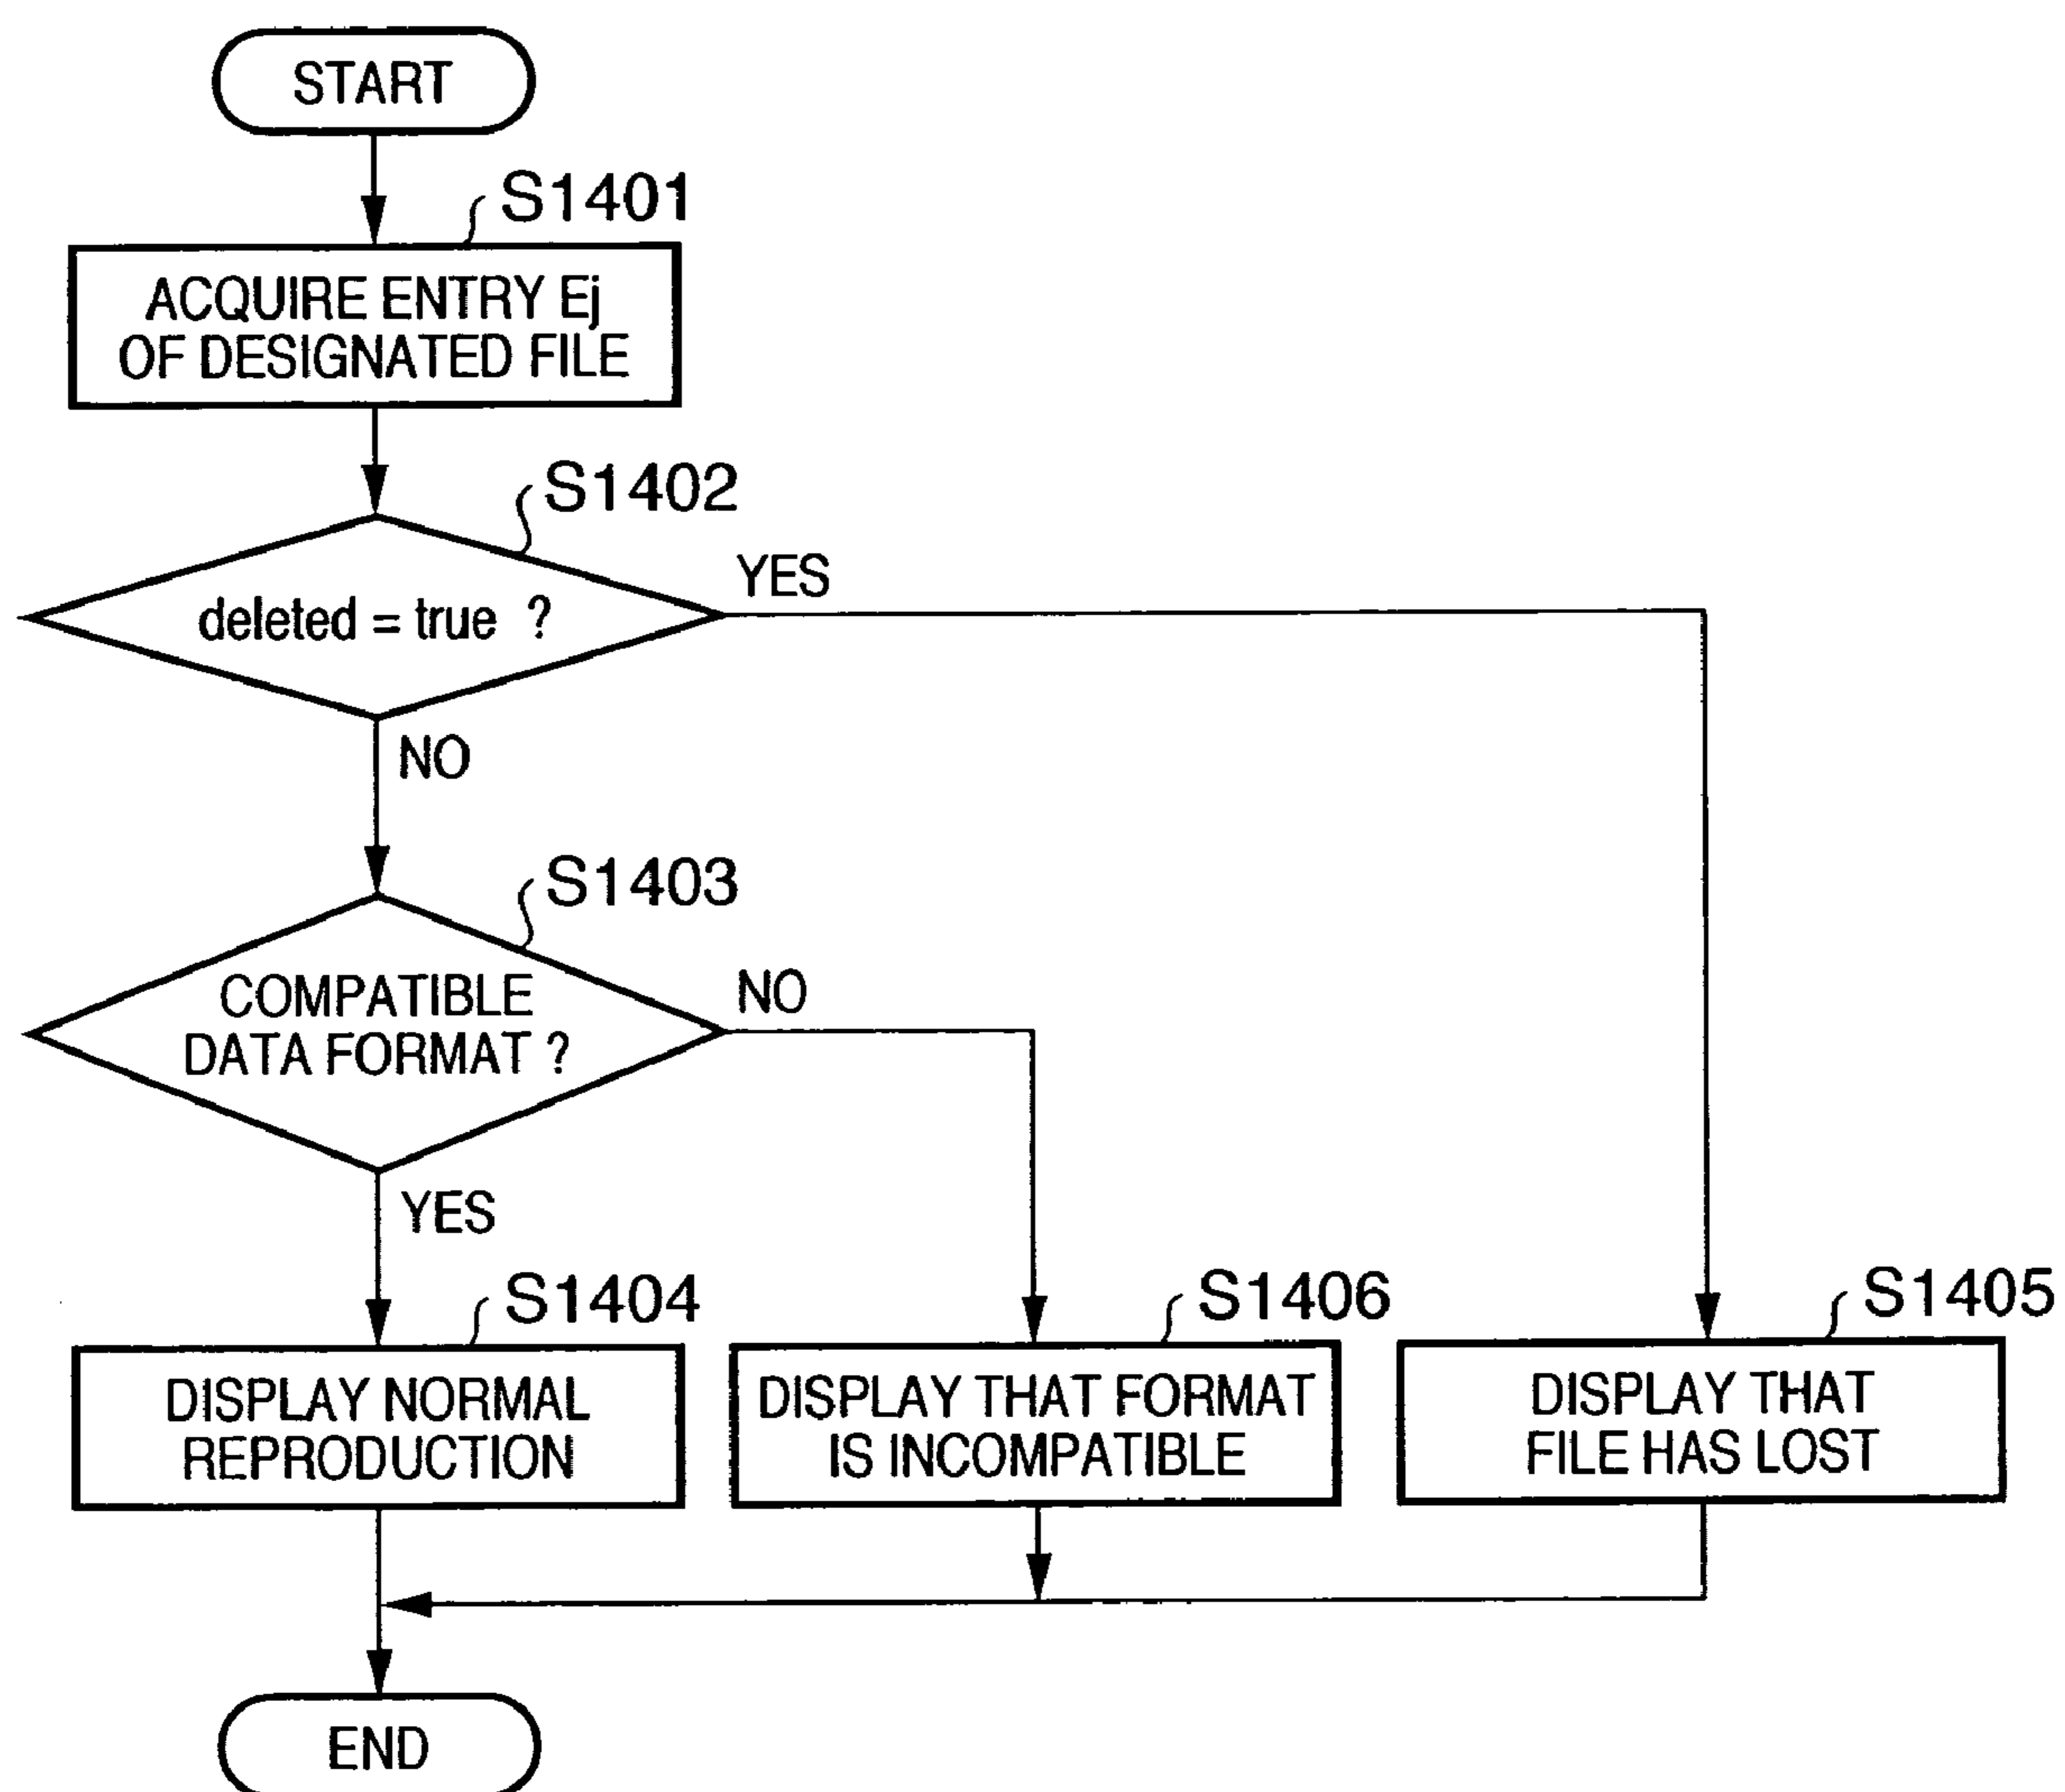 START
S1401
ACQUIRE ENTRY Ej
OF DESIGNATED FILE
S1402
deleted = true ?
YES
NO
S1403
COMPATIBLE
DATA FORMAT ?
NO
YES
S1404
DISPLAY NORMAL
REPRODUCTION
S1406
DISPLAY THAT FORMAT
IS INCOMPATIBLE
S1405
DISPLAY THAT
FILE HAS LOST
END